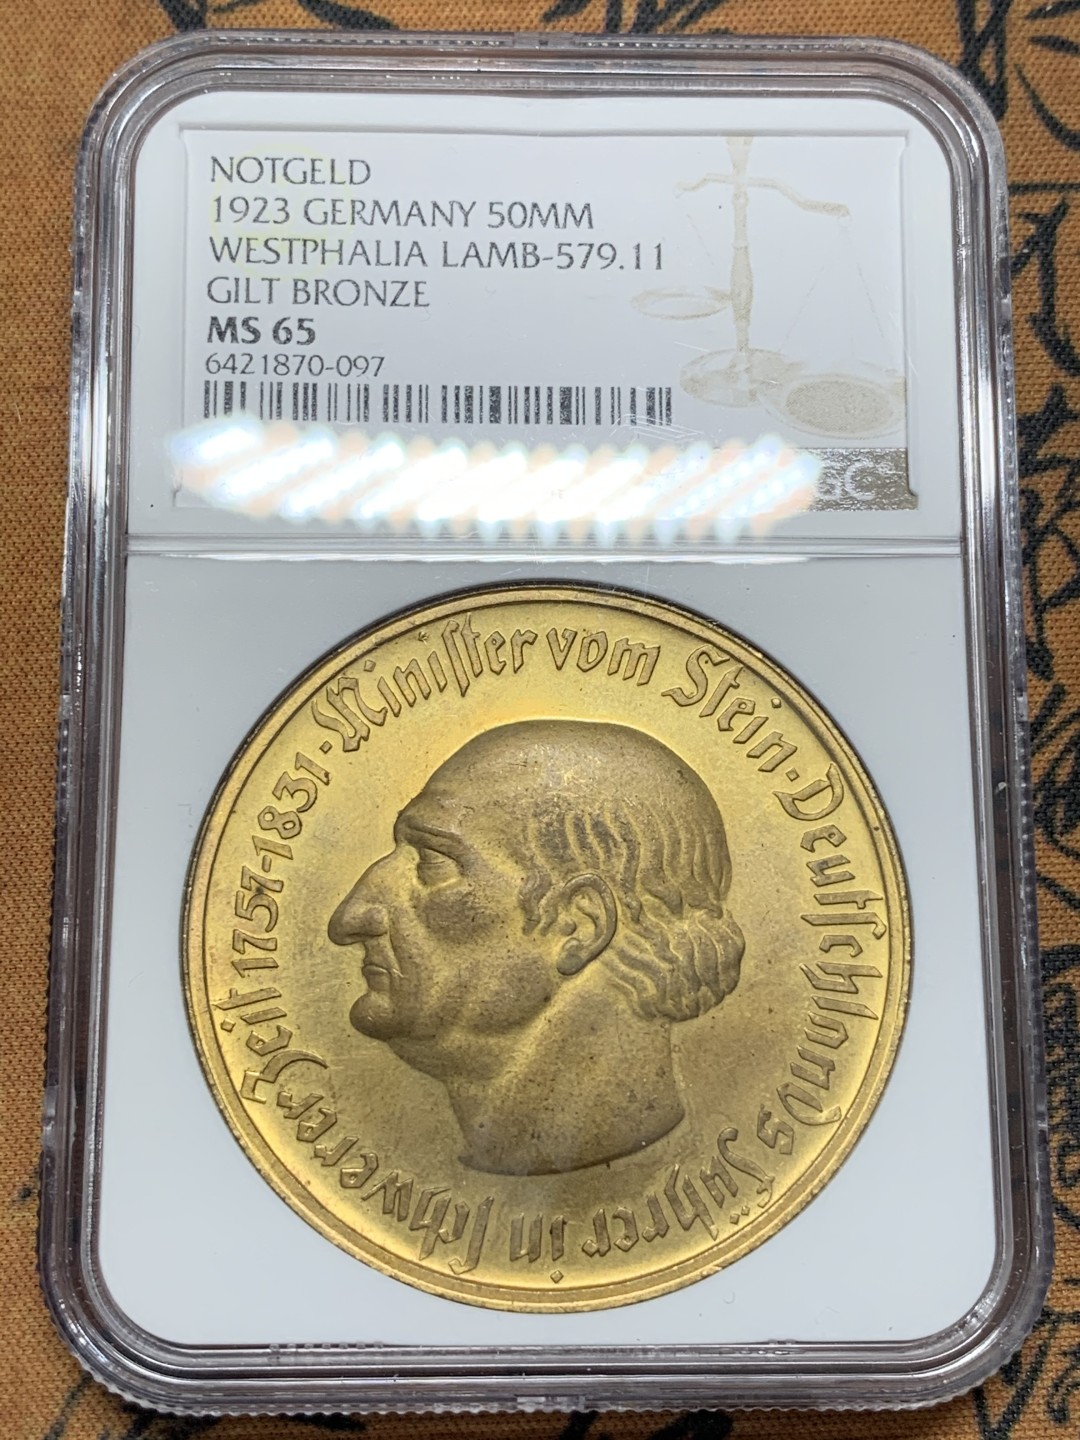 NOTGELD
1923 GERMANY 50MM
WESTPHALIA LAMB-579.11
GILT BRONZE
MS 65
6421870-097
GC
Minister vom Stein · Deutschlands Führer in schwerer Zeit 1757-1831 ·